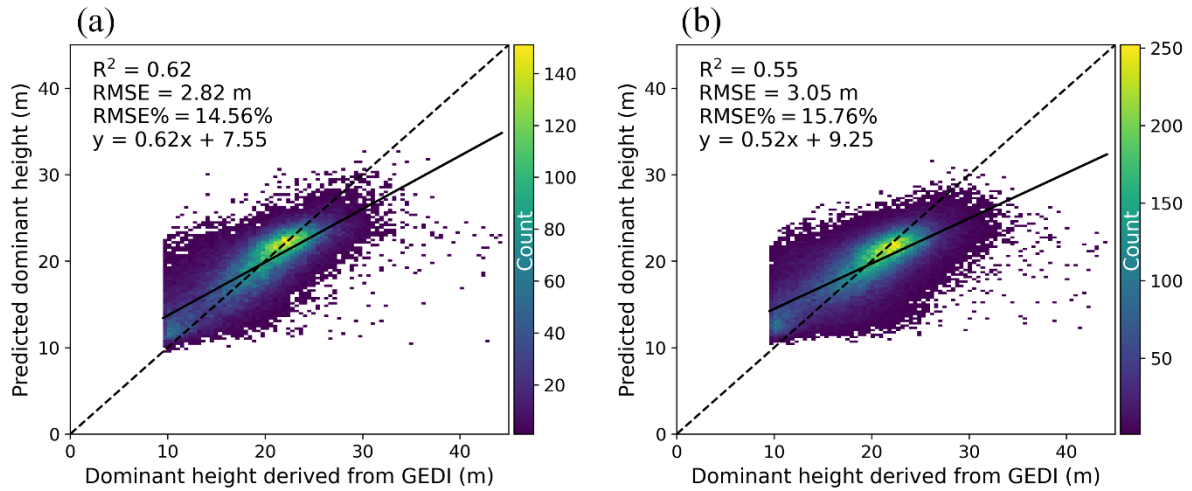 (a)
R² = 0.62
RMSE = 2.82 m
RMSE% = 14.56%
y = 0.62x + 7.55
Predicted dominant height (m)
40
30
20
10
0
0 10 20 30 40
Dominant height derived from GEDI (m)
140
120
100
80
60
40
20
Count
(b)
R² = 0.55
RMSE = 3.05 m
RMSE% = 15.76%
y = 0.52x + 9.25
Predicted dominant height (m)
40
30
20
10
0
0 10 20 30 40
Dominant height derived from GEDI (m)
250
200
150
100
50
Count